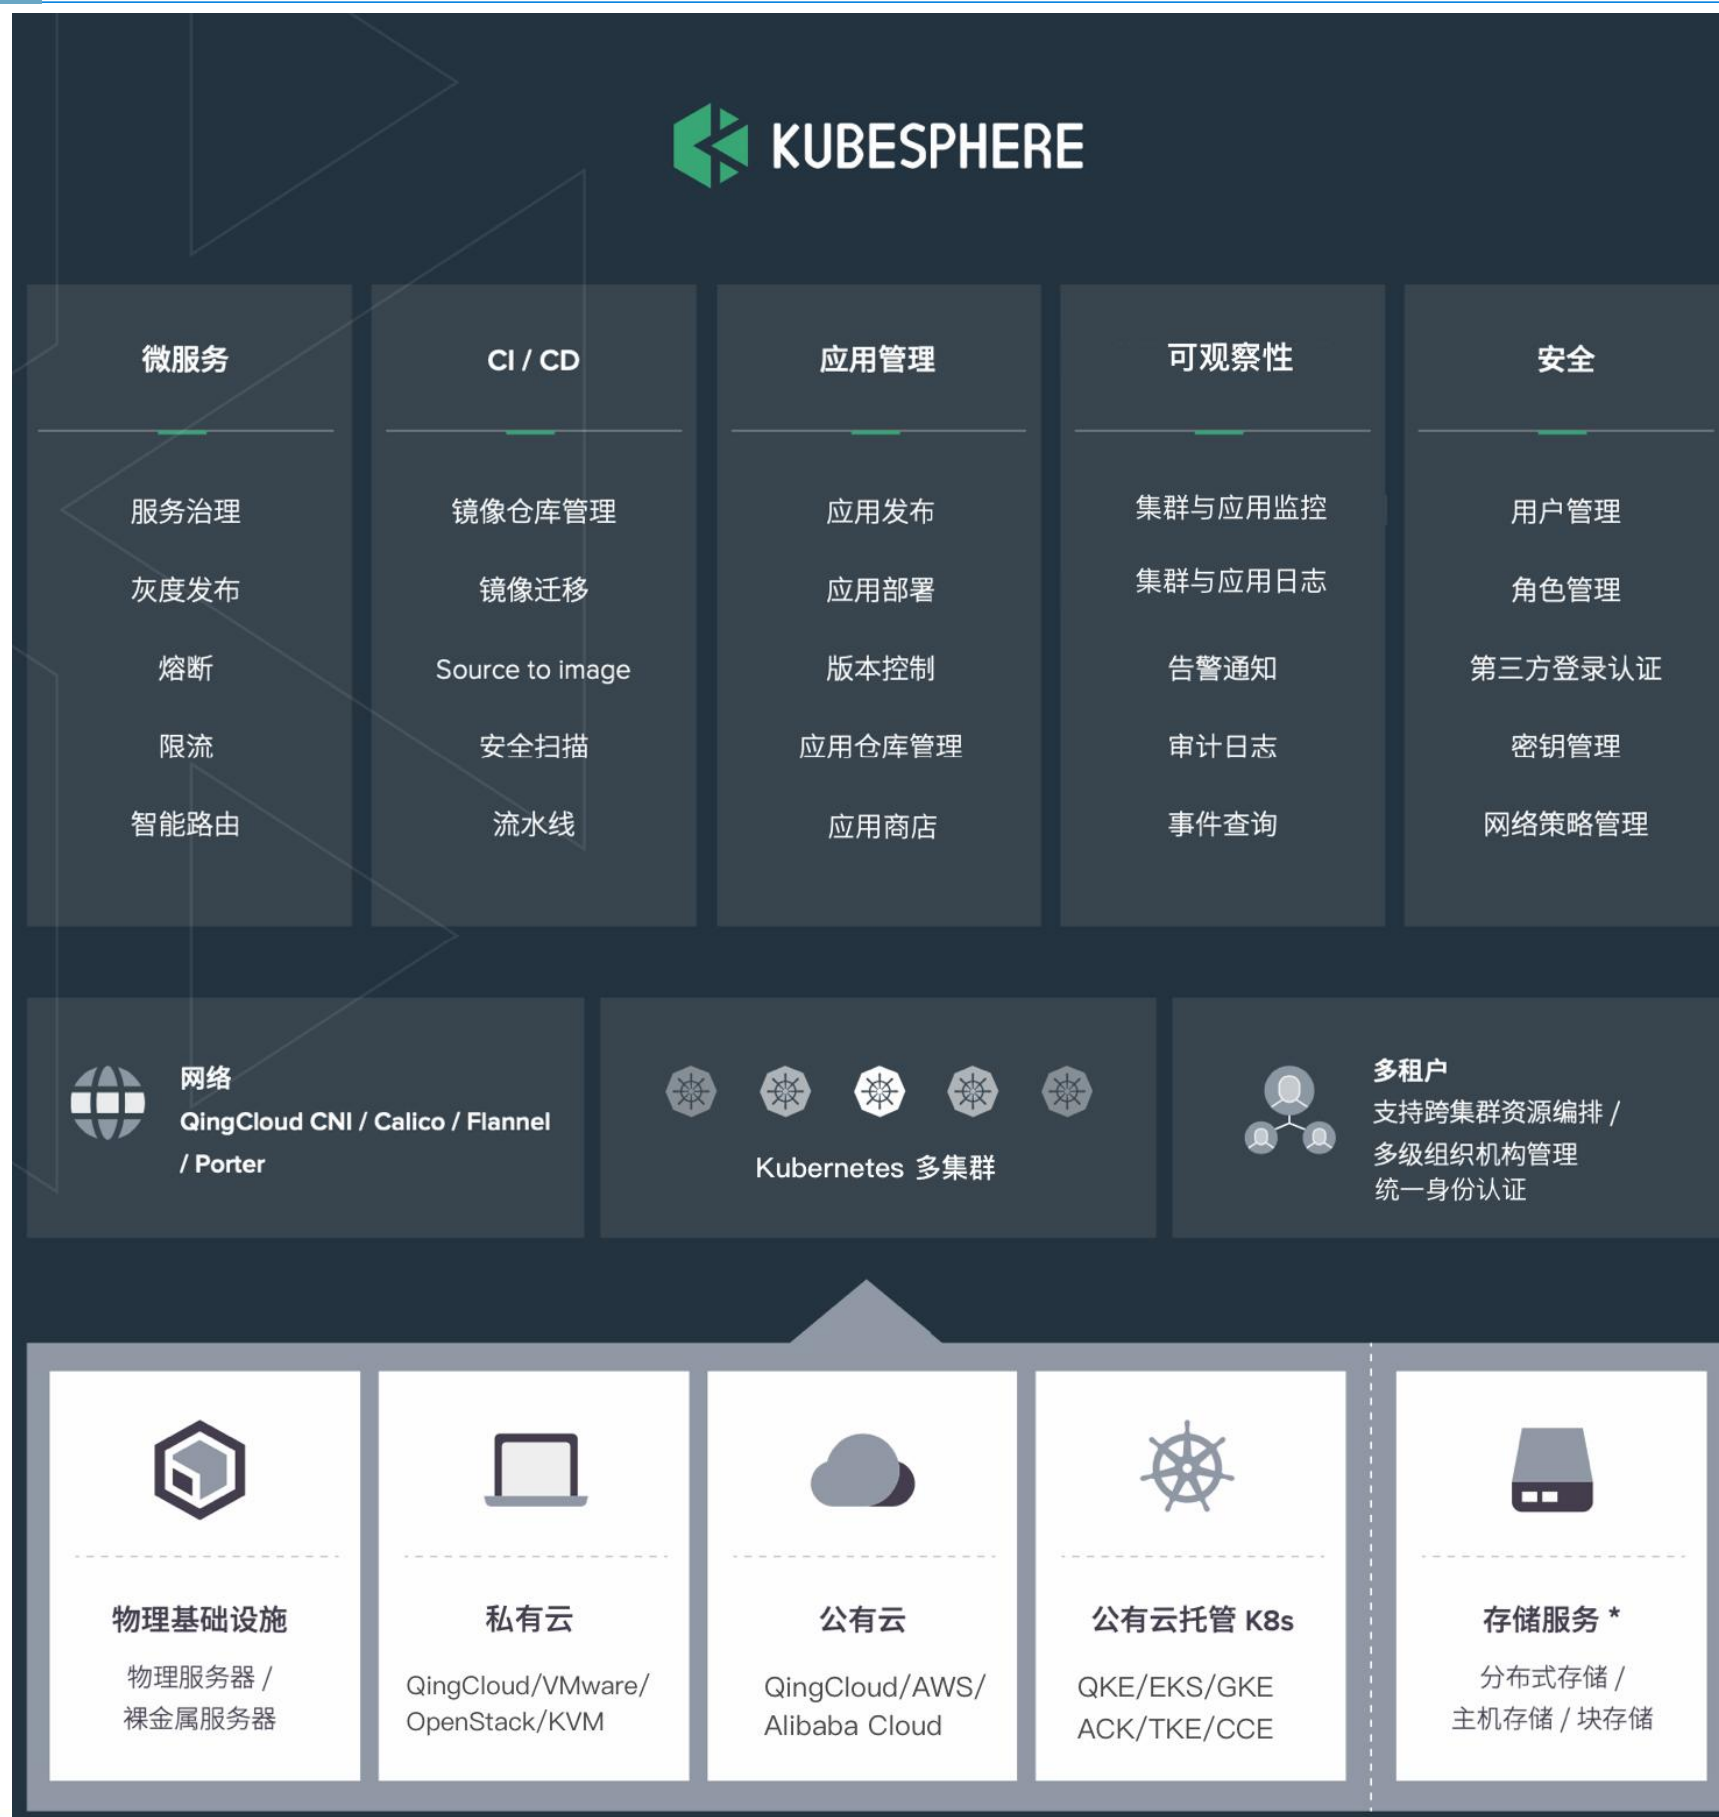 KUBESPHERE
微服务
服务治理
灰度发布
熔断
限流
智能路由
CI / CD
镜像仓库管理
镜像迁移
Source to image
安全扫描
流水线
应用管理
应用发布
应用部署
版本控制
应用仓库管理
应用商店
可观察性
集群与应用监控
集群与应用日志
告警通知
审计日志
事件查询
安全
用户管理
角色管理
第三方登录认证
密钥管理
网络策略管理
网络
QingCloud CNI / Calico / Flannel
/ Porter
Kubernetes 多集群
多租户
支持跨集群资源编排 /
多级组织机构管理
统一身份认证
物理基础设施
物理服务器 /
裸金属服务器
私有云
QingCloud/VMware/
OpenStack/KVM
公有云
QingCloud/AWS/
Alibaba Cloud
公有云托管 K8s
QKE/EKS/GKE
ACK/TKE/CCE
存储服务 *
分布式存储 /
主机存储 / 块存储